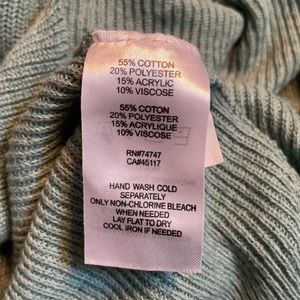 55% COTTON
20% POLYESTER
15% ACRYLIC
10% VISCOSE
55% COTON
20% POLYESTER
15% ACRYLIQUE
10% VISCOSE
RN#74747
CA#45117
HAND WASH COLD
SEPARATELY
ONLY NON-CHLORINE BLEACH
WHEN NEEDED
LAY FLAT TO DRY
COOL IRON IF NEEDED